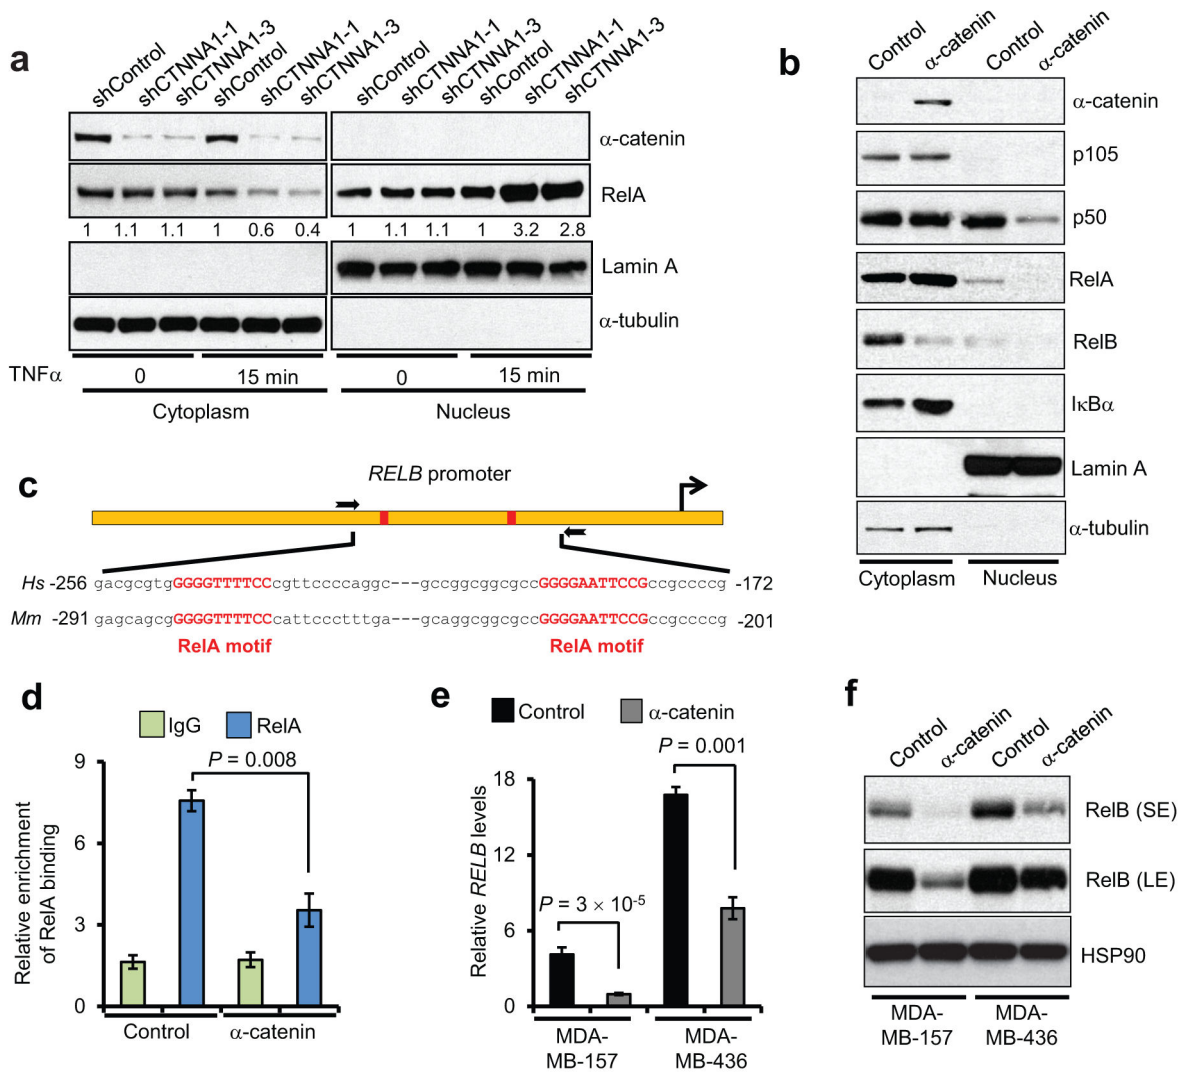 a
shControl
shCTNNA1-1
shCTNNA1-3
shControl
shCTNNA1-1
shCTNNA1-3
shControl
shCTNNA1-1
shCTNNA1-3
shControl
shCTNNA1-1
shCTNNA1-3
α-catenin
RelA
1 1.1 1.1 1 0.6 0.4 1 1.1 1.1 1 3.2 2.8
Lamin A
α-tubulin
TNFα 0 15 min 0 15 min
Cytoplasm Nucleus
b
Control
α-catenin
Control
α-catenin
α-catenin
p105
p50
RelA
RelB
IκBα
Lamin A
α-tubulin
Cytoplasm Nucleus
c
RELB promoter
Hs -256 gacgcgtgGGGGTTTTCCcgttccccaggc---gccggcggcgccGGGGAATTCCGccgccccg -172
Mm -291 gagcagcgGGGGTTTTCCcattccctttga---gcaggcggcgccGGGGAATTCCGccgccccg -201
RelA motif RelA motif
d
IgG RelA
P = 0.008
Relative enrichment
of RelA binding
9
6
3
0
Control α-catenin
e
Control α-catenin
P = 0.001
P = 3 × 10-5
Relative RELB levels
18
12
6
0
MDA-
MB-157
MDA-
MB-436
f
Control
α-catenin
Control
α-catenin
RelB (SE)
RelB (LE)
HSP90
MDA-
MB-157
MDA-
MB-436